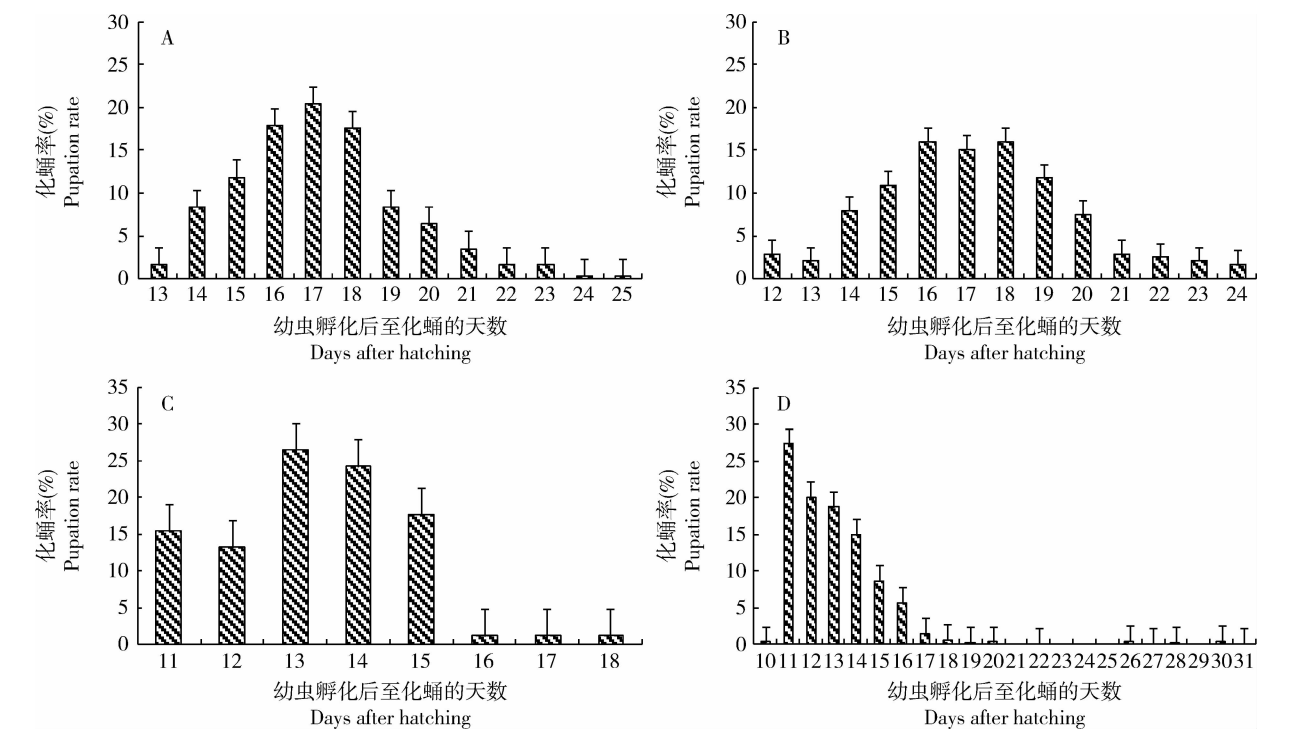 A
化蛹率(%)
Pupation rate
30
25
20
15
10
5
0
13 14 15 16 17 18 19 20 21 22 23 24 25
幼虫孵化后至化蛹的天数
Days after hatching
B
化蛹率(%)
Pupation rate
30
25
20
15
10
5
0
12 13 14 15 16 17 18 19 20 21 22 23 24
幼虫孵化后至化蛹的天数
Days after hatching
C
化蛹率(%)
Pupation rate
35
30
25
20
15
10
5
0
11 12 13 14 15 16 17 18
幼虫孵化后至化蛹的天数
Days after hatching
D
化蛹率(%)
Pupation rate
35
30
25
20
15
10
5
0
10 11 12 13 14 15 16 17 18 19 20 21 22 23 24 25 26 27 28 29 30 31
幼虫孵化后至化蛹的天数
Days after hatching